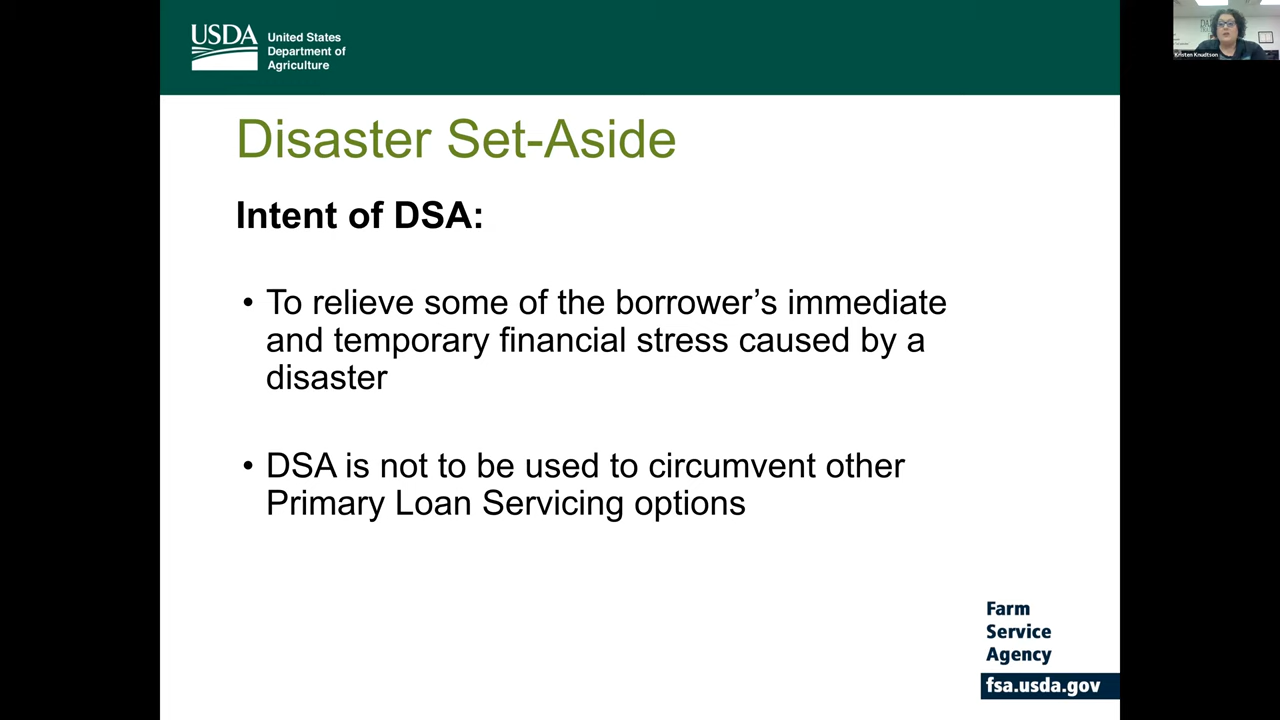 USDA
United States
Department of
Agriculture
Kristen Knudtson
Disaster Set-Aside
Intent of DSA:
• To relieve some of the borrower’s immediate
and temporary financial stress caused by a
disaster
• DSA is not to be used to circumvent other
Primary Loan Servicing options
Farm
Service
Agency
fsa.usda.gov